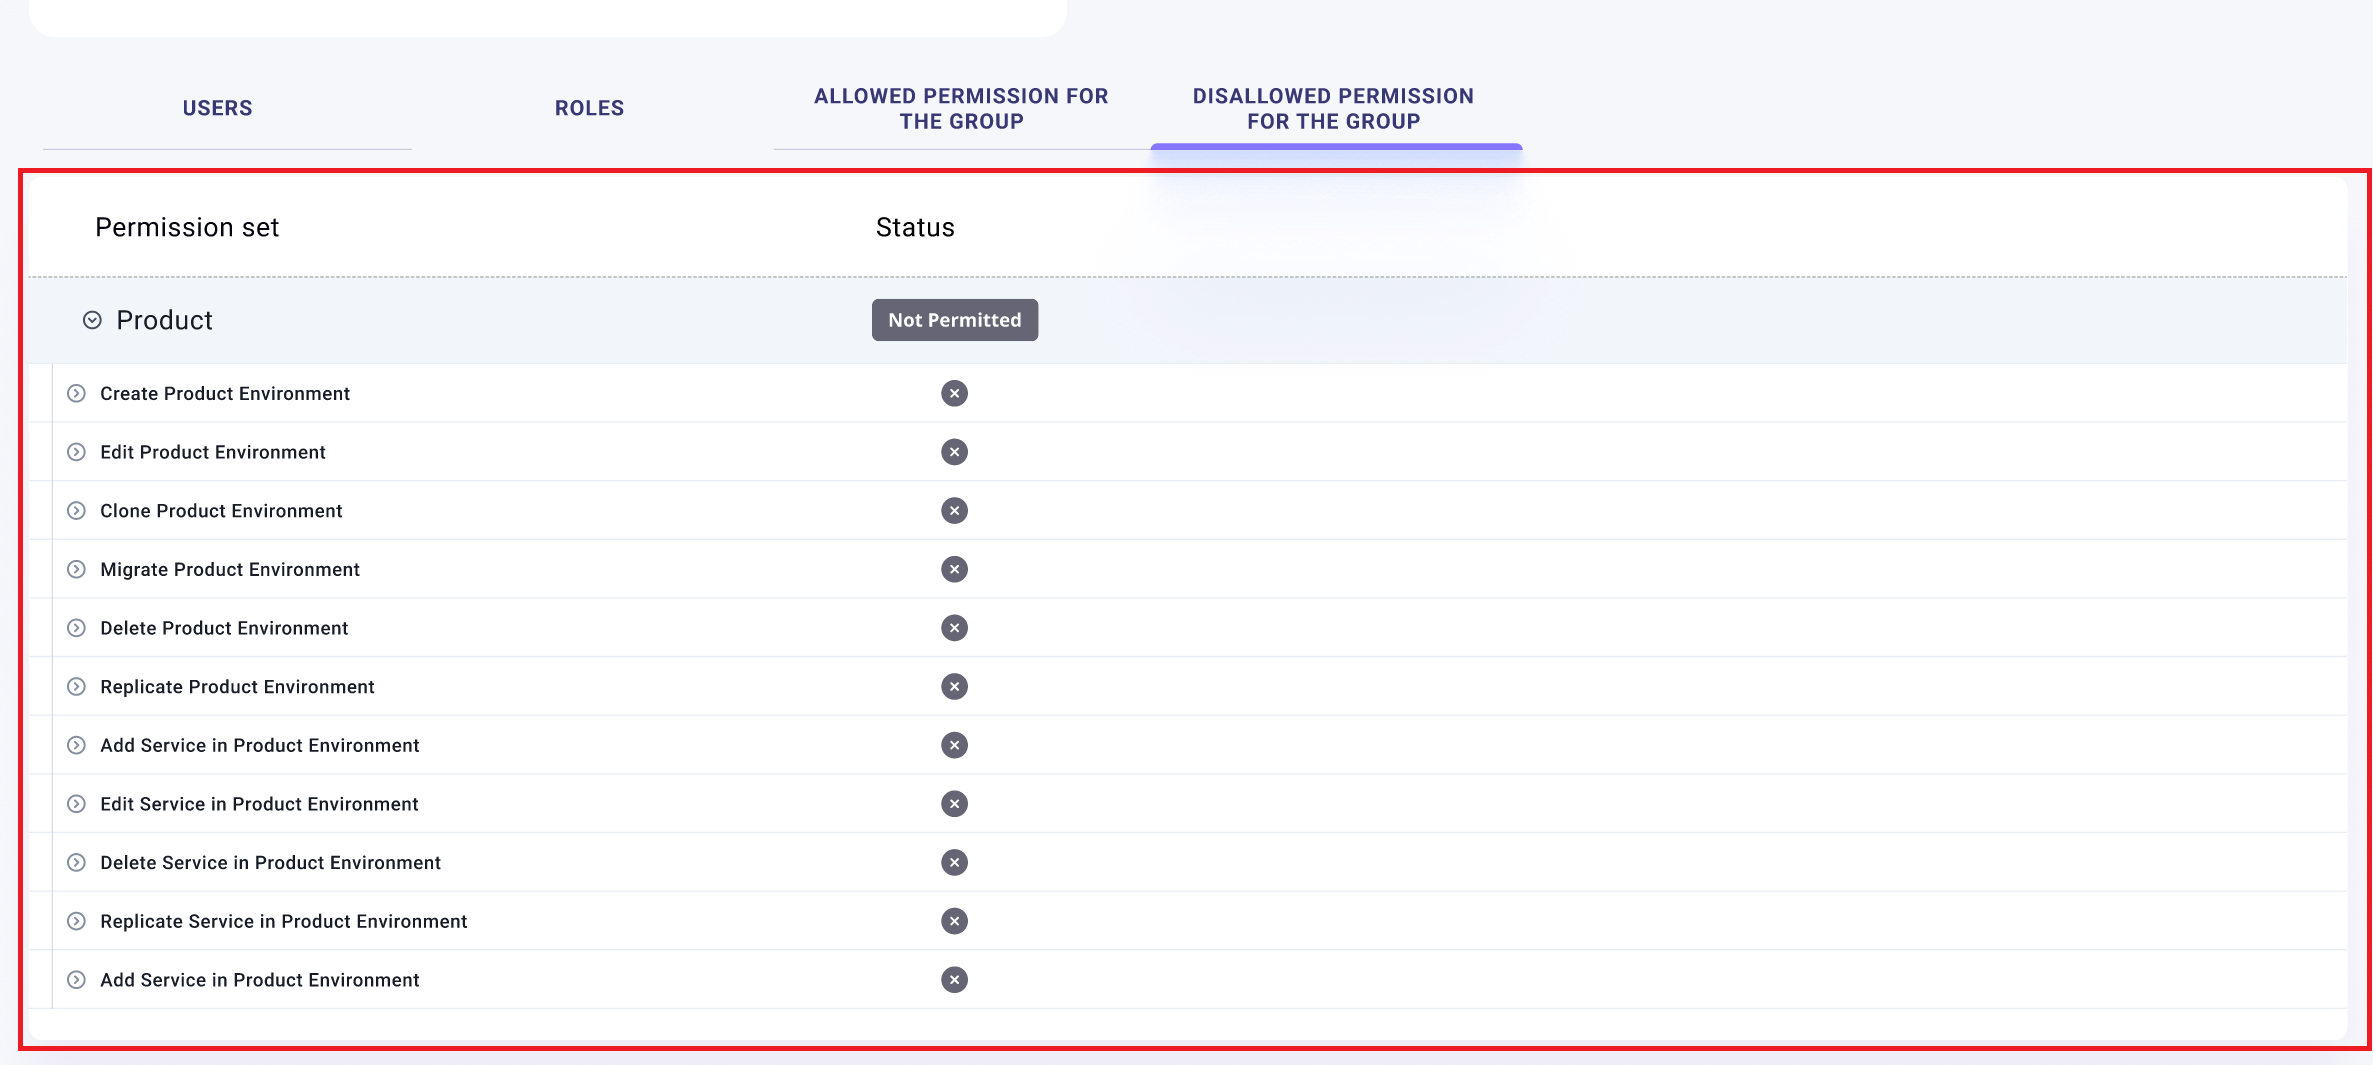 USERS
ROLES
ALLOWED PERMISSION FOR
THE GROUP
DISALLOWED PERMISSION
FOR THE GROUP
Permission set
Status
Product
Not Permitted
Create Product Environment
Edit Product Environment
Clone Product Environment
Migrate Product Environment
Delete Product Environment
Replicate Product Environment
Add Service in Product Environment
Edit Service in Product Environment
Delete Service in Product Environment
Replicate Service in Product Environment
Add Service in Product Environment